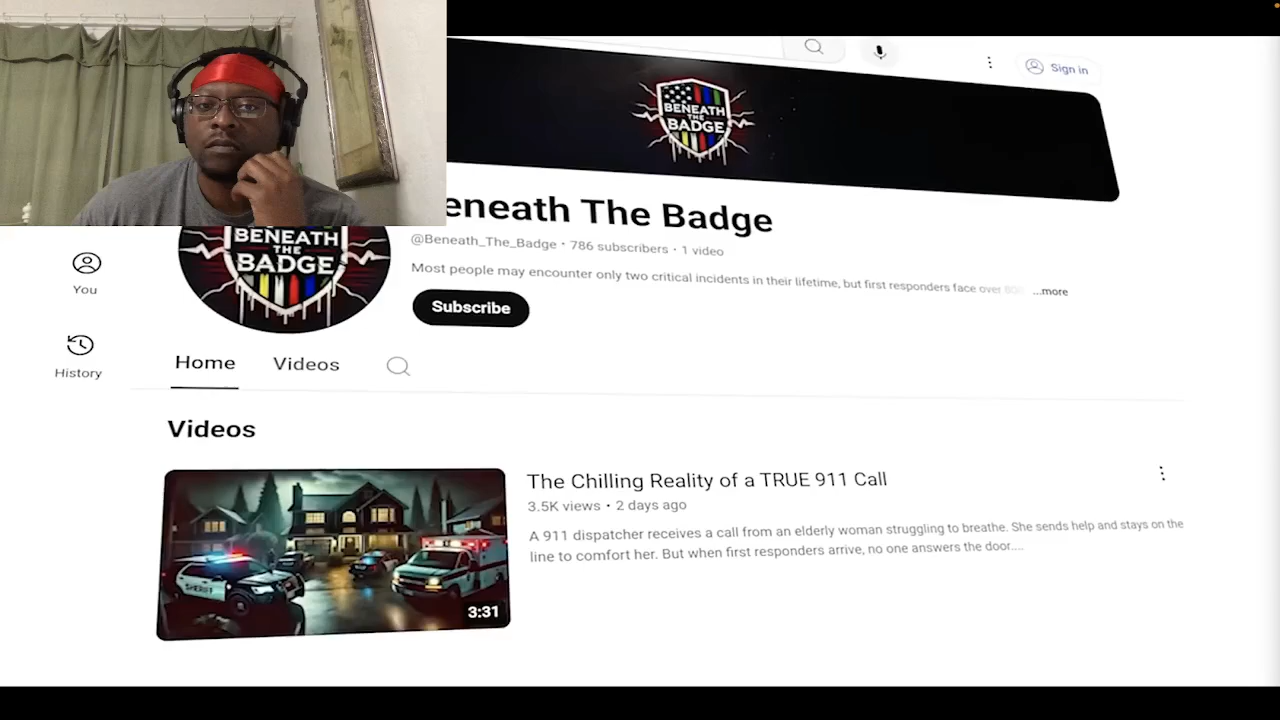 Sign in
BENEATH
THE
BADGE
eneath The Badge
@Beneath_The_Badge · 786 subscribers · 1 video
Most people may encounter only two critical incidents in their lifetime, but first responders face over ...more
Subscribe
BENEATH
THE
BADGE
You
History
Home Videos
Videos
The Chilling Reality of a TRUE 911 Call
3.5K views · 2 days ago
A 911 dispatcher receives a call from an elderly woman struggling to breathe. She sends help and stays on the
line to comfort her. But when first responders arrive, no one answers the door....
SHERIFF
3:31